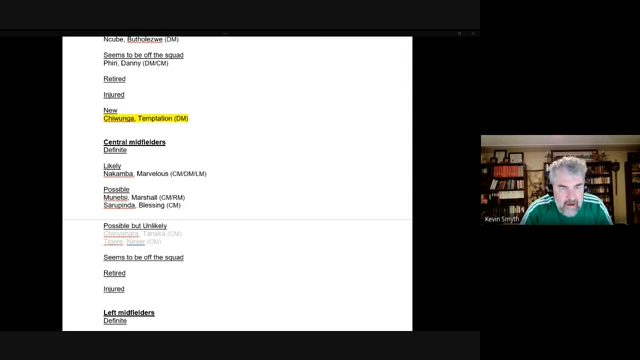 Ncube, Butholezwe (DM)
Seems to be off the squad
Phiri, Danny (DM/CM)
Retired
Injured
New
Chiwunga, Temptation (DM)
Central midfielders
Definite
Likely
Nakamba, Marvelous (CM/DM/LM)
Possible
Munetsi, Marshall (CM/RM)
Sarupinda, Blessing (CM)
Possible but Unlikely
Chinyahara, Tanaka (CM)
Tigere, Never (CM)
Seems to be off the squad
Retired
Injured
Left midfielders
Definite
Kevin Smyth